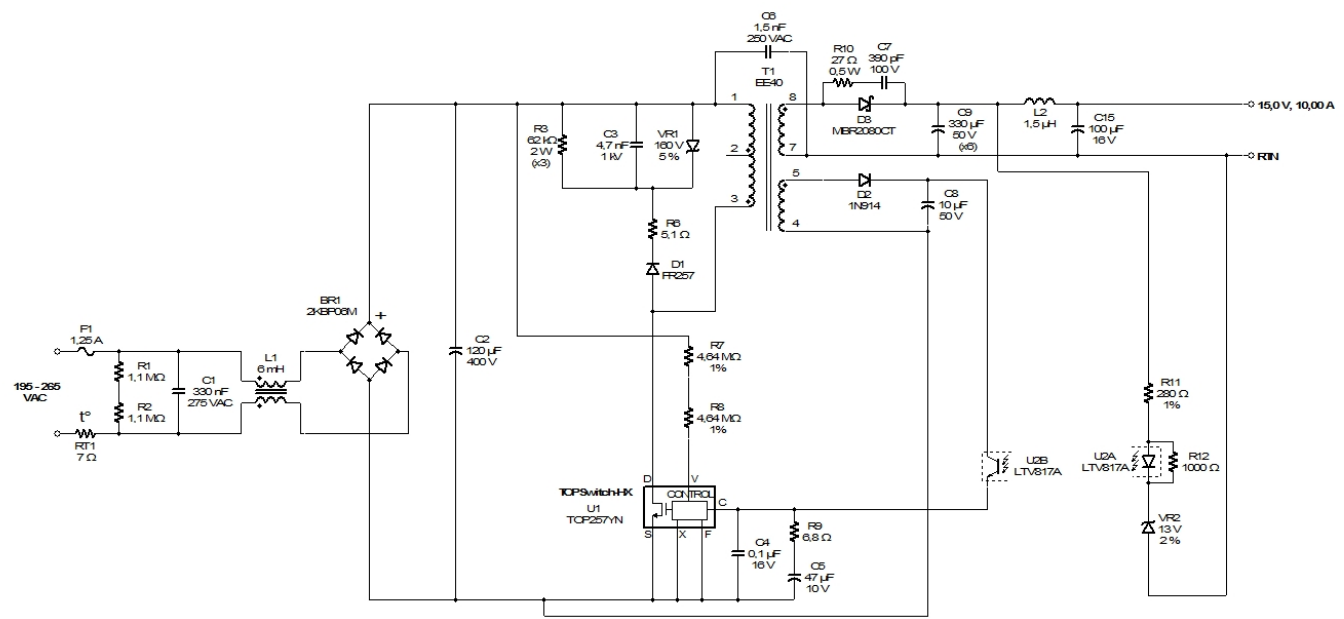 C6
1,5 nF
250 VAC
T1
EE40
R10
27 Ω
0,5 W
C7
390 pF
100 V
1
2
3
8
7
5
4
D3
MBR2080CT
C9
330 µF
50 V
(x6)
L2
1,5 µH
C15
100 µF
16 V
15,0 V, 10,00 A
RTN
R3
62 kΩ
2 W
(x3)
C3
4,7 nF
1 kV
VR1
160 V
5 %
D2
1N914
C8
10 µF
50 V
R6
5,1 Ω
D1
FR257
BR1
2KBP06M
+
F1
1,25 A
195 - 265
VAC
R1
1,1 MΩ
R2
1,1 MΩ
t°
RT1
7 Ω
C1
330 nF
275 VAC
L1
6 mH
C2
120 µF
400 V
R7
4,64 MΩ
1%
R8
4,64 MΩ
1%
R11
280 Ω
1%
U2B
LTV817A
U2A
LTV817A
R12
1000 Ω
VR2
13 V
2 %
TOPSwitch-HX
U1
TOP257YN
D
V
CONTROL
C
S
X
F
C4
0,1 µF
16 V
R9
6,8 Ω
C5
47 µF
10 V